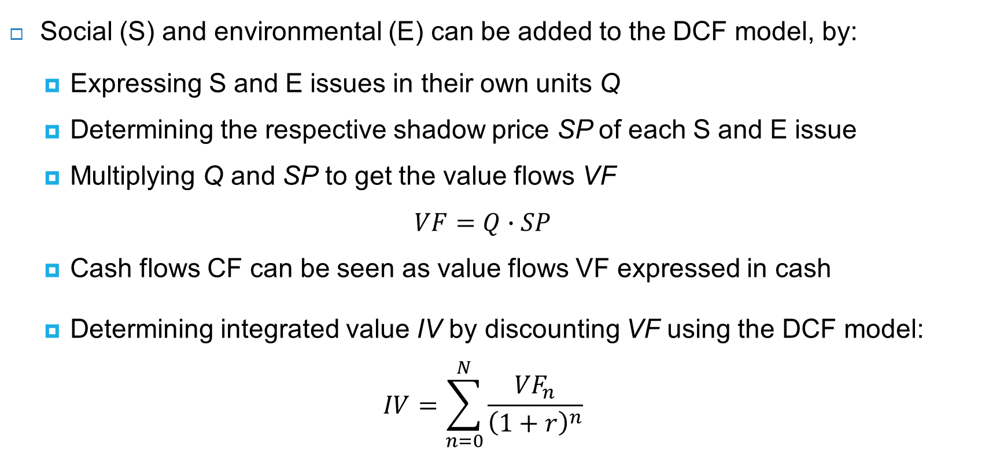 Social (S) and environmental (E) can be added to the DCF model, by:
Expressing S and E issues in their own units Q
Determining the respective shadow price SP of each S and E issue
Multiplying Q and SP to get the value flows VF
VF = Q · SP
Cash flows CF can be seen as value flows VF expressed in cash
Determining integrated value IV by discounting VF using the DCF model:
IV = \sum_{n=0}^{N} \frac{VF_n}{(1 + r)^n}